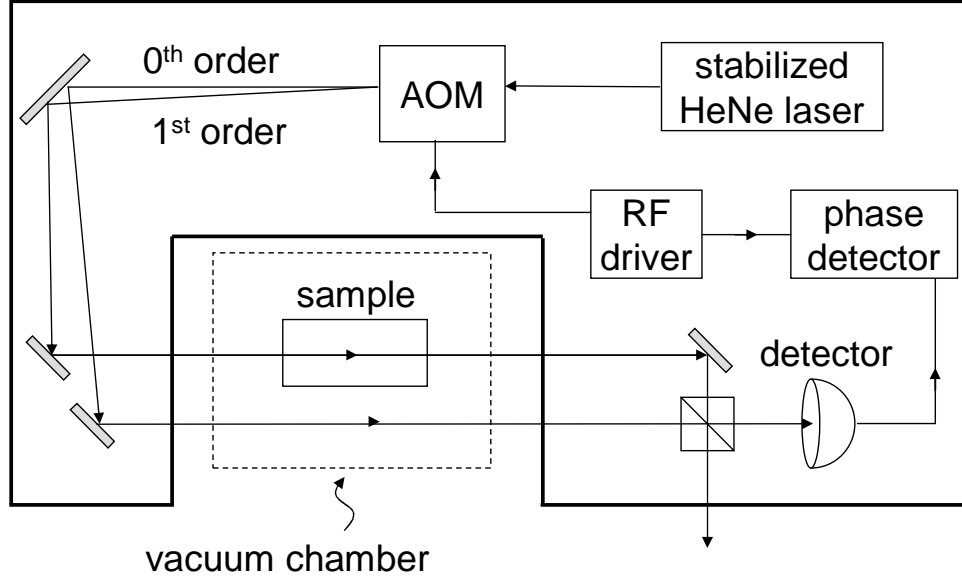 0th order
1st order
AOM
stabilized
HeNe laser
RF
driver
phase
detector
sample
detector
vacuum chamber